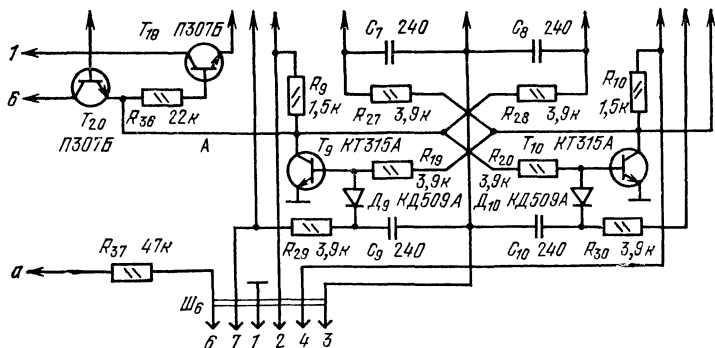 T18 П307Б
1
6
T20
П307Б
R36 22к
А
R9
1,5к
C7 240
C8 240
R27 3,9к
R28 3,9к
R10
1,5к
T9 КТ315А
T10 КТ315А
R19
3,9к
R20
3,9к
Д9 КД509А
Д10 КД509А
R29 3,9к
C9 240
C10 240
R30 3,9к
R37 47к
а
Ш6
6 7 1 2 4 3